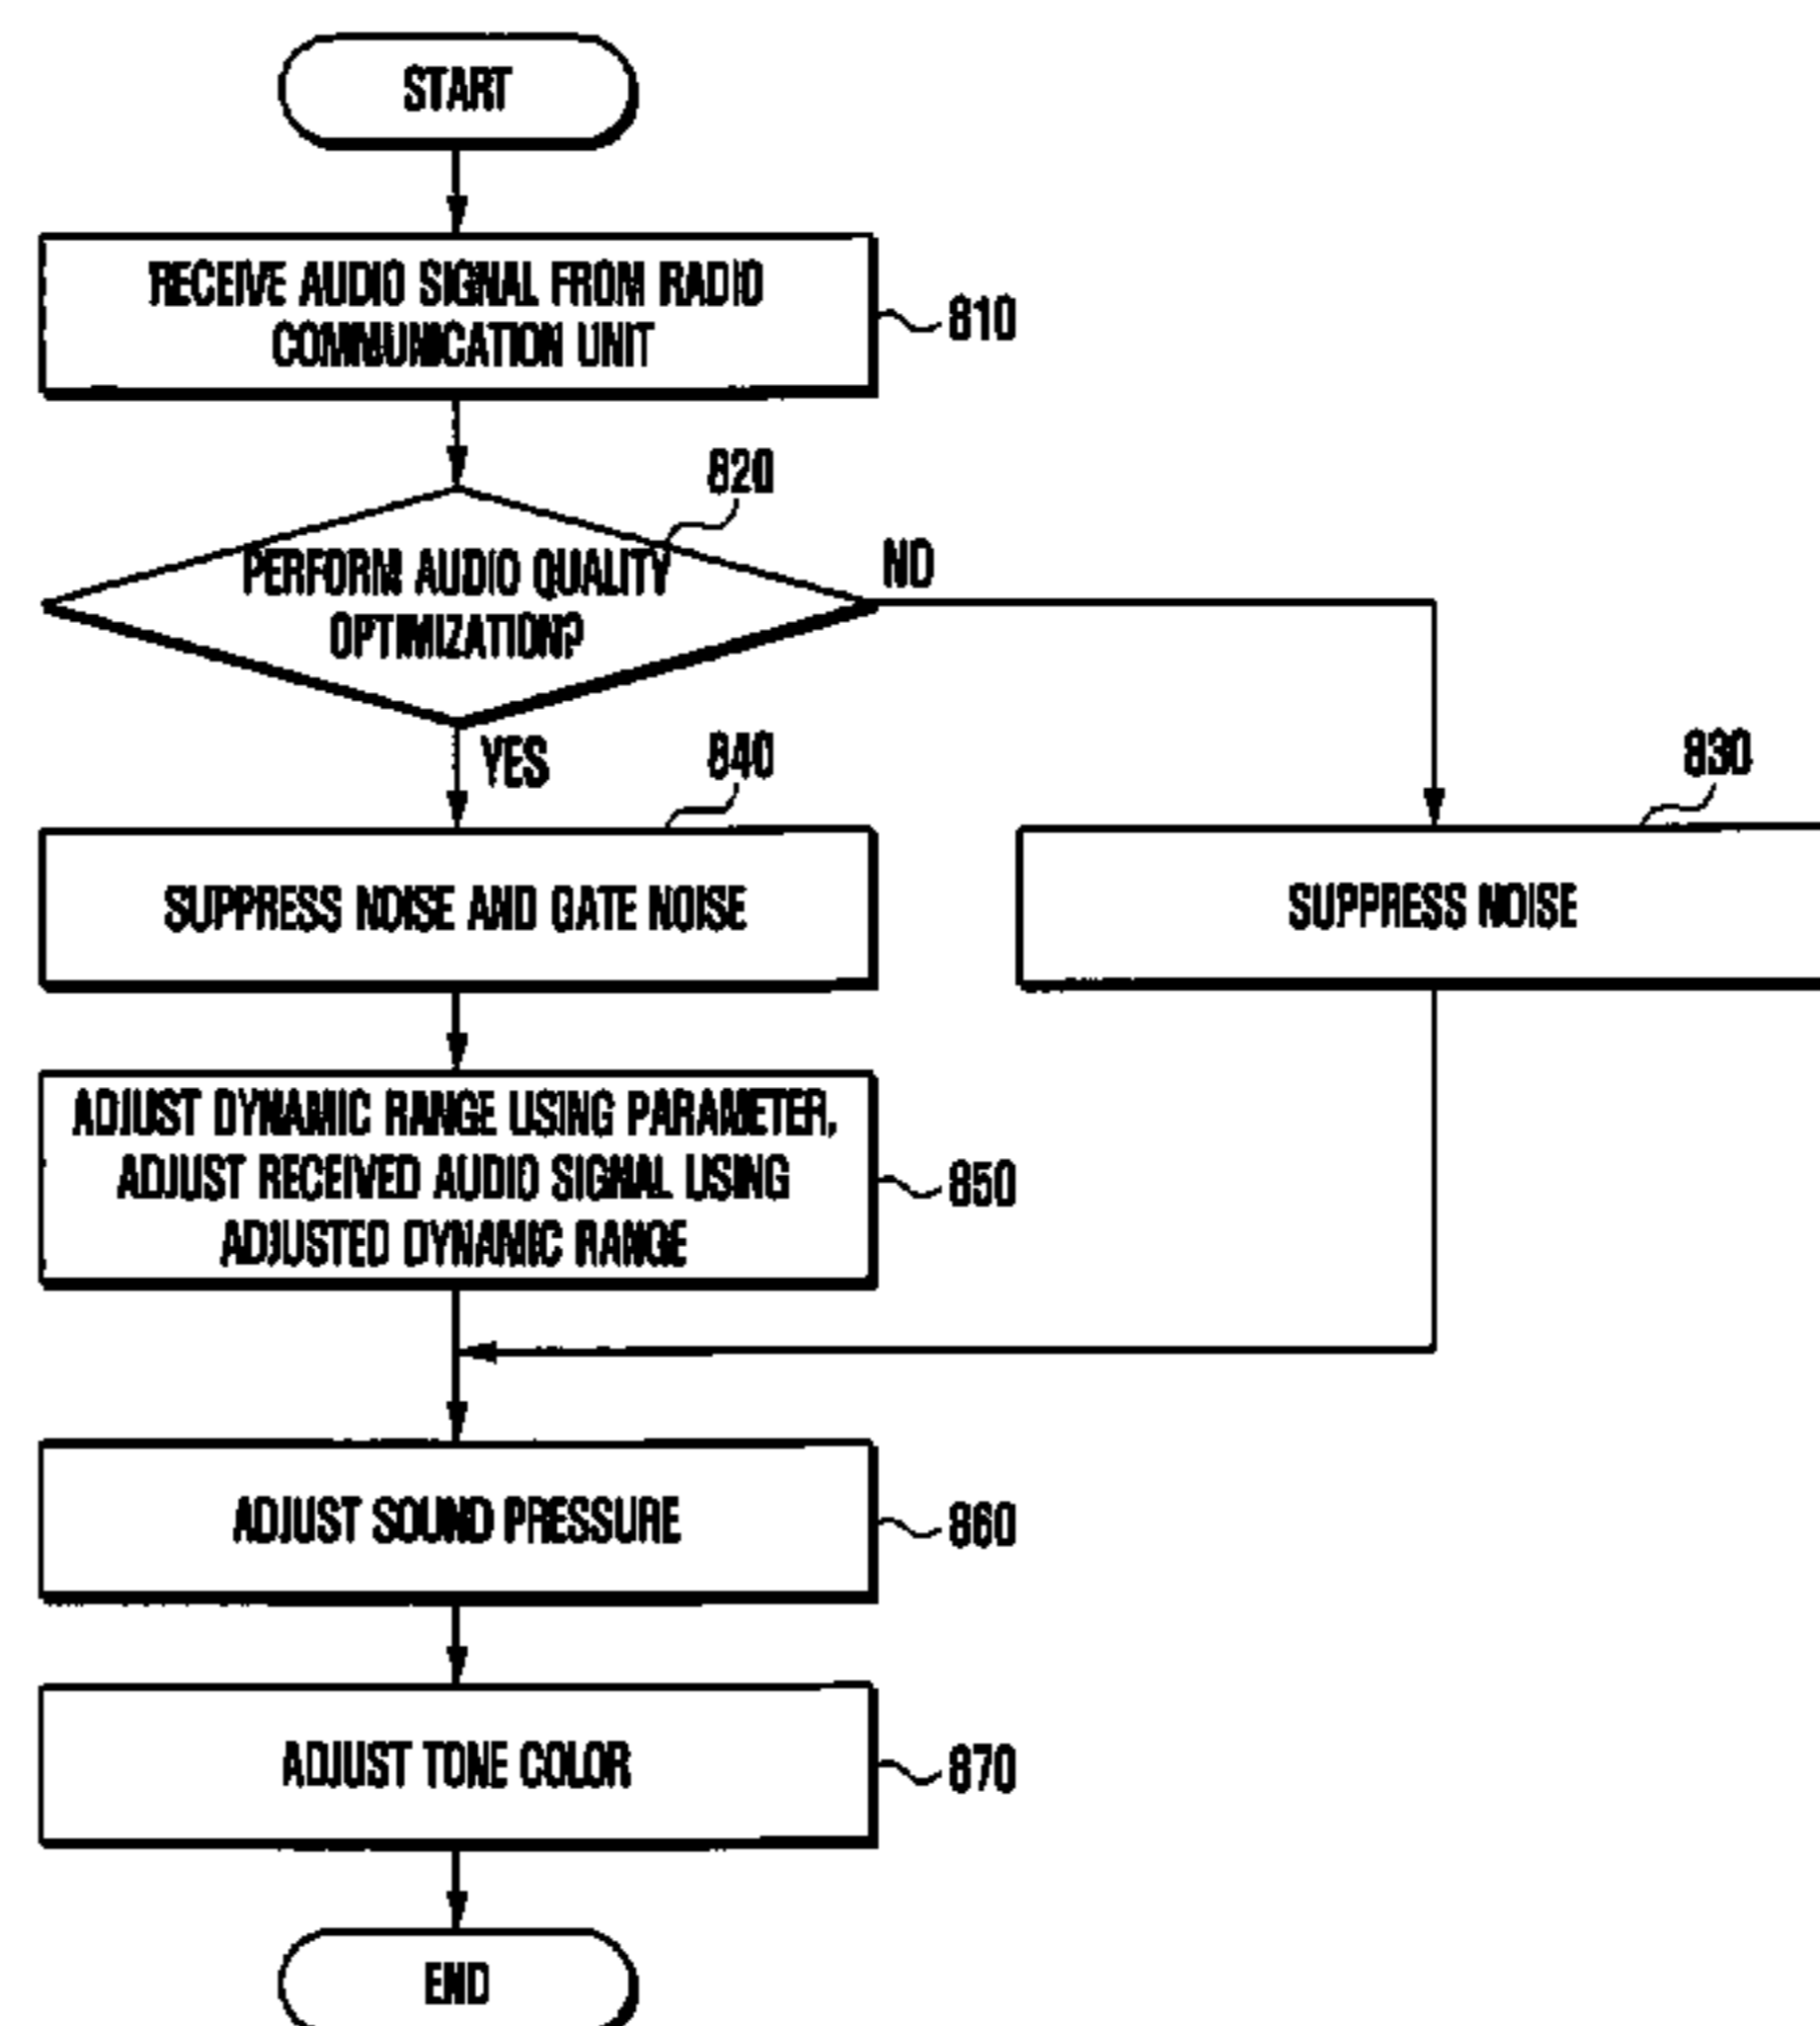 START
RECEIVE AUDIO SIGNAL FROM RADIO
COMMUNICATION UNIT
810
820
PERFORM AUDIO QUALITY
OPTIMIZATION?
NO
YES
840
830
SUPPRESS NOISE AND GATE NOISE
SUPPRESS NOISE
ADJUST DYNAMIC RANGE USING PARAMETER,
ADJUST RECEIVED AUDIO SIGNAL USING
ADJUSTED DYNAMIC RANGE
850
ADJUST SOUND PRESSURE
860
ADJUST TONE COLOR
870
END